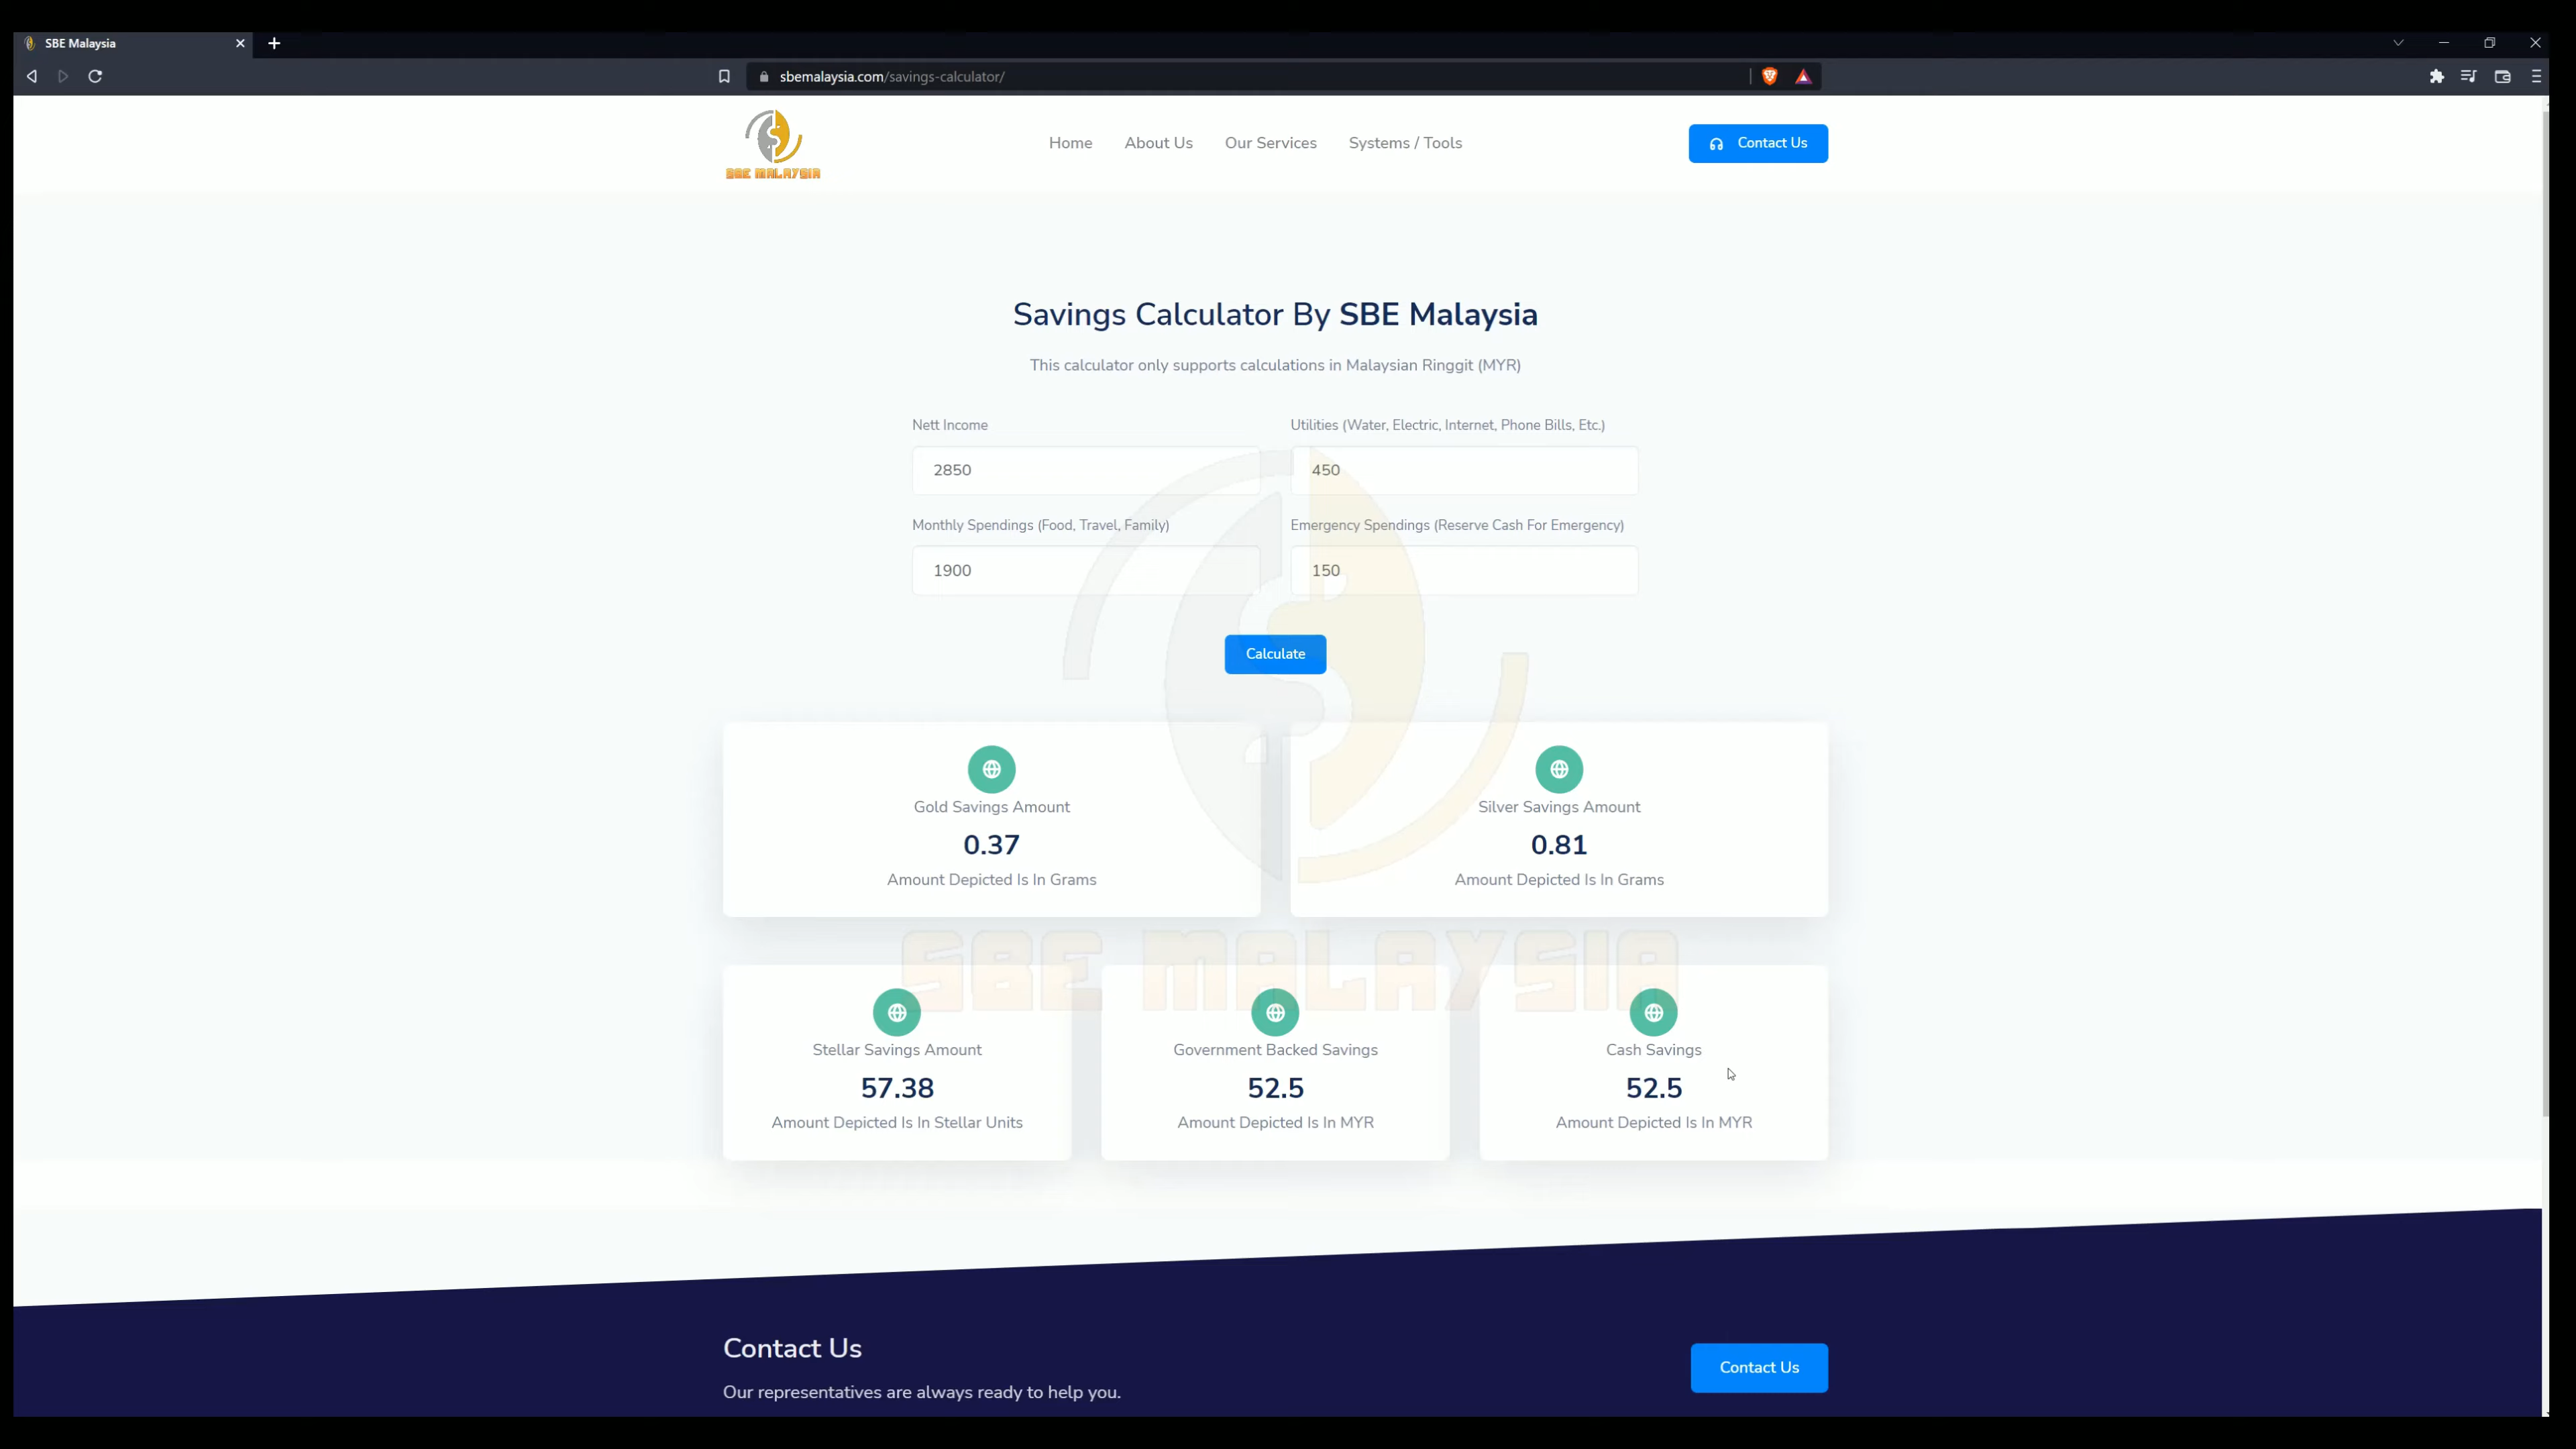 SBE Malaysia
sbemalaysia.com/savings-calculator/
SBE MALAYSIA
Home
About Us
Our Services
Systems / Tools
Contact Us
Savings Calculator By SBE Malaysia
This calculator only supports calculations in Malaysian Ringgit (MYR)
Nett Income
Utilities (Water, Electric, Internet, Phone Bills, Etc.)
2850
450
Monthly Spendings (Food, Travel, Family)
Emergency Spendings (Reserve Cash For Emergency)
1900
150
Calculate
Gold Savings Amount
0.37
Amount Depicted Is In Grams
Silver Savings Amount
0.81
Amount Depicted Is In Grams
SBE MALAYSIA
Stellar Savings Amount
57.38
Amount Depicted Is In Stellar Units
Government Backed Savings
52.5
Amount Depicted Is In MYR
Cash Savings
52.5
Amount Depicted Is In MYR
Contact Us
Our representatives are always ready to help you.
Contact Us